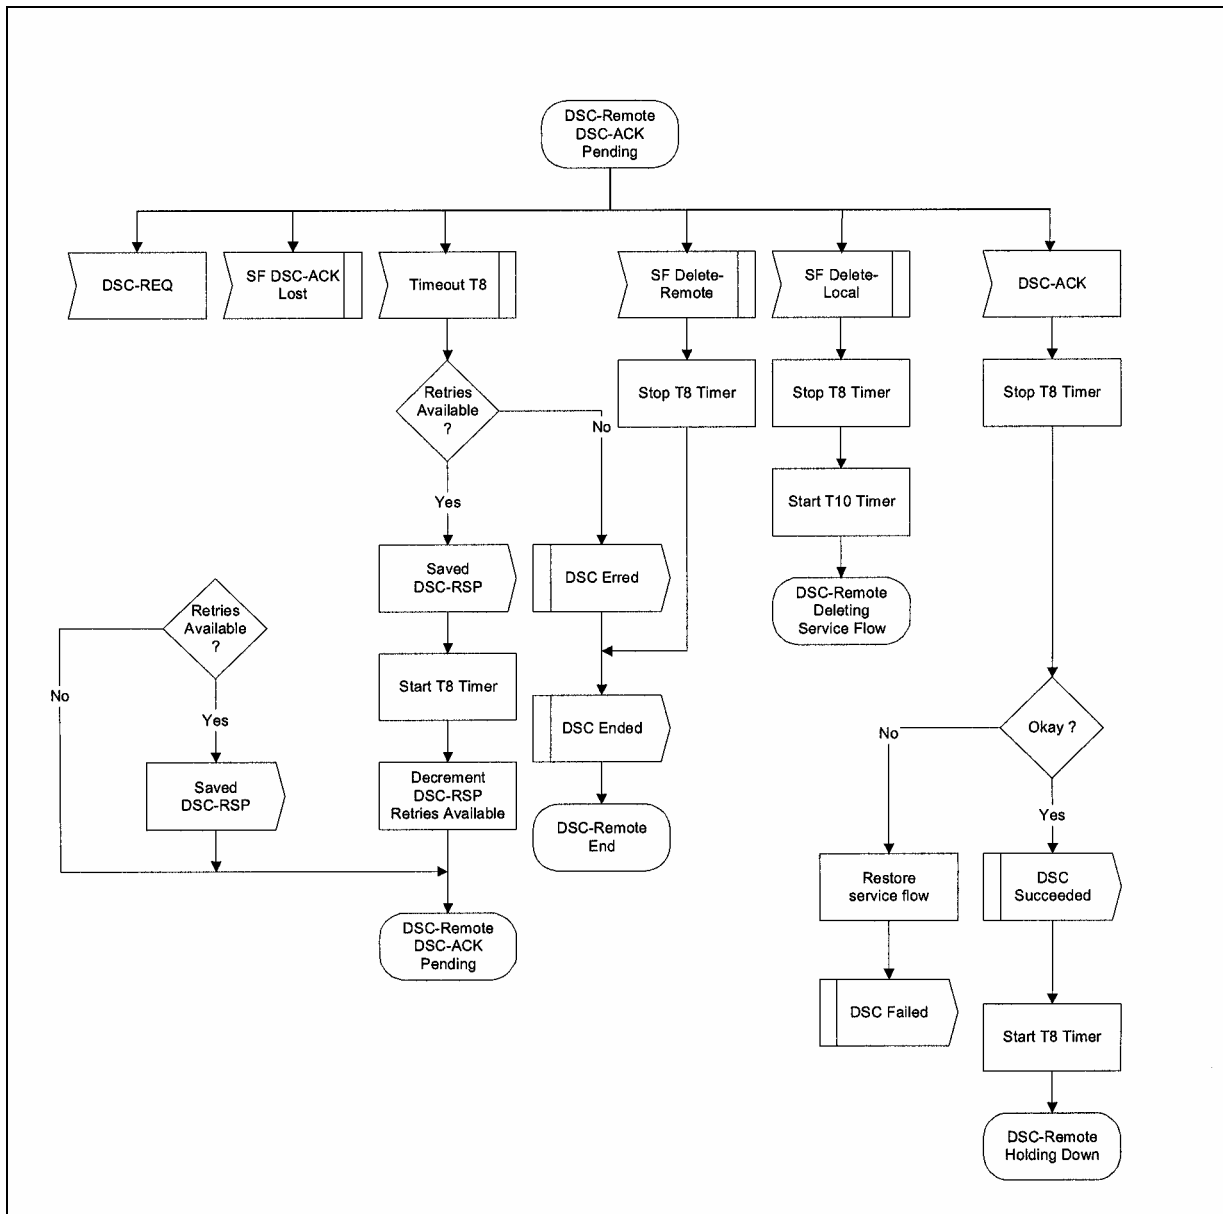 DSC-Remote
DSC-ACK
Pending
DSC-REQ
SF DSC-ACK
Lost
Timeout T8
SF Delete-
Remote
SF Delete-
Local
DSC-ACK
Retries
Available
?
No
Yes
Stop T8 Timer
Stop T8 Timer
Stop T8 Timer
Start T10 Timer
Saved
DSC-RSP
DSC Erred
DSC-Remote
Deleting
Service Flow
Retries
Available
?
No
Yes
Start T8 Timer
DSC Ended
Okay ?
No
Yes
Saved
DSC-RSP
Decrement
DSC-RSP
Retries Available
DSC-Remote
End
Restore
service flow
DSC
Succeeded
DSC-Remote
DSC-ACK
Pending
DSC Failed
Start T8 Timer
DSC-Remote
Holding Down